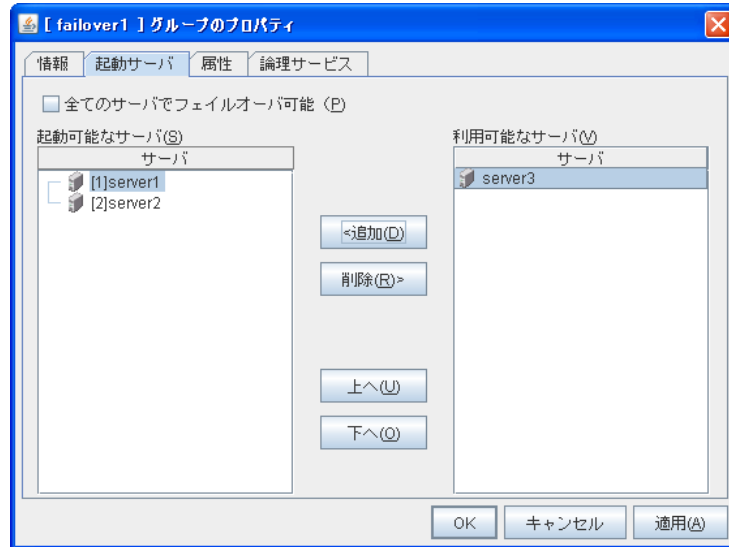 [ failover1 ] グループのプロパティ
情報 起動サーバ 属性 論理サービス
全てのサーバでフェイルオーバ可能 (P)
起動可能なサーバ(S) 利用可能なサーバ(V)
サーバ サーバ
[1]server1 server3
[2]server2
<追加(D)
削除(R)>
上へ(U)
下へ(O)
OK キャンセル 適用(A)